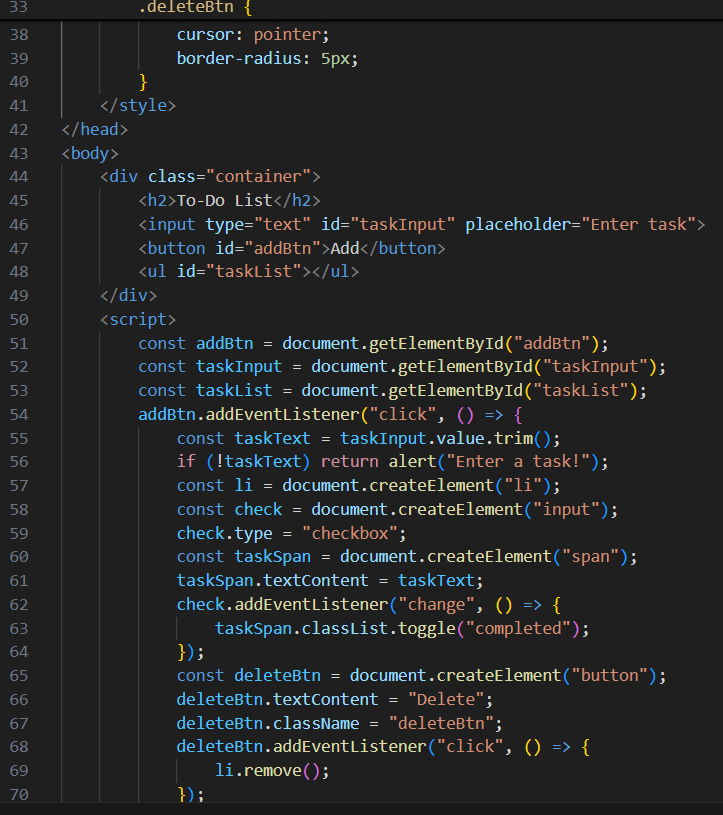 33 .deleteBtn {
38 cursor: pointer;
39 border-radius: 5px;
40 }
41 </style>
42 </head>
43 <body>
44 <div class="container">
45 <h2>To-Do List</h2>
46 <input type="text" id="taskInput" placeholder="Enter task">
47 <button id="addBtn">Add</button>
48 <ul id="taskList"></ul>
49 </div>
50 <script>
51 const addBtn = document.getElementById("addBtn");
52 const taskInput = document.getElementById("taskInput");
53 const taskList = document.getElementById("taskList");
54 addBtn.addEventListener("click", () => {
55 const taskText = taskInput.value.trim();
56 if (!taskText) return alert("Enter a task!");
57 const li = document.createElement("li");
58 const check = document.createElement("input");
59 check.type = "checkbox";
60 const taskSpan = document.createElement("span");
61 taskSpan.textContent = taskText;
62 check.addEventListener("change", () => {
63 taskSpan.classList.toggle("completed");
64 });
65 const deleteBtn = document.createElement("button");
66 deleteBtn.textContent = "Delete";
67 deleteBtn.className = "deleteBtn";
68 deleteBtn.addEventListener("click", () => {
69 li.remove();
70 });